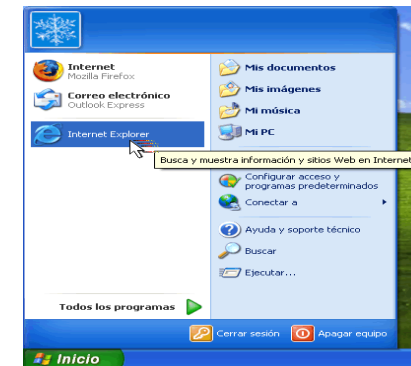 Internet
Mozilla Firefox
Correo electrónico
Outlook Express
Internet Explorer
Mis documentos
Mis imágenes
Mi música
Mi PC
Busca y muestra información y sitios Web en Internet
Configurar acceso y
programas predeterminados
Conectar a
Ayuda y soporte técnico
Buscar
Ejecutar...
Todos los programas
Cerrar sesión
Apagar equipo
Inicio